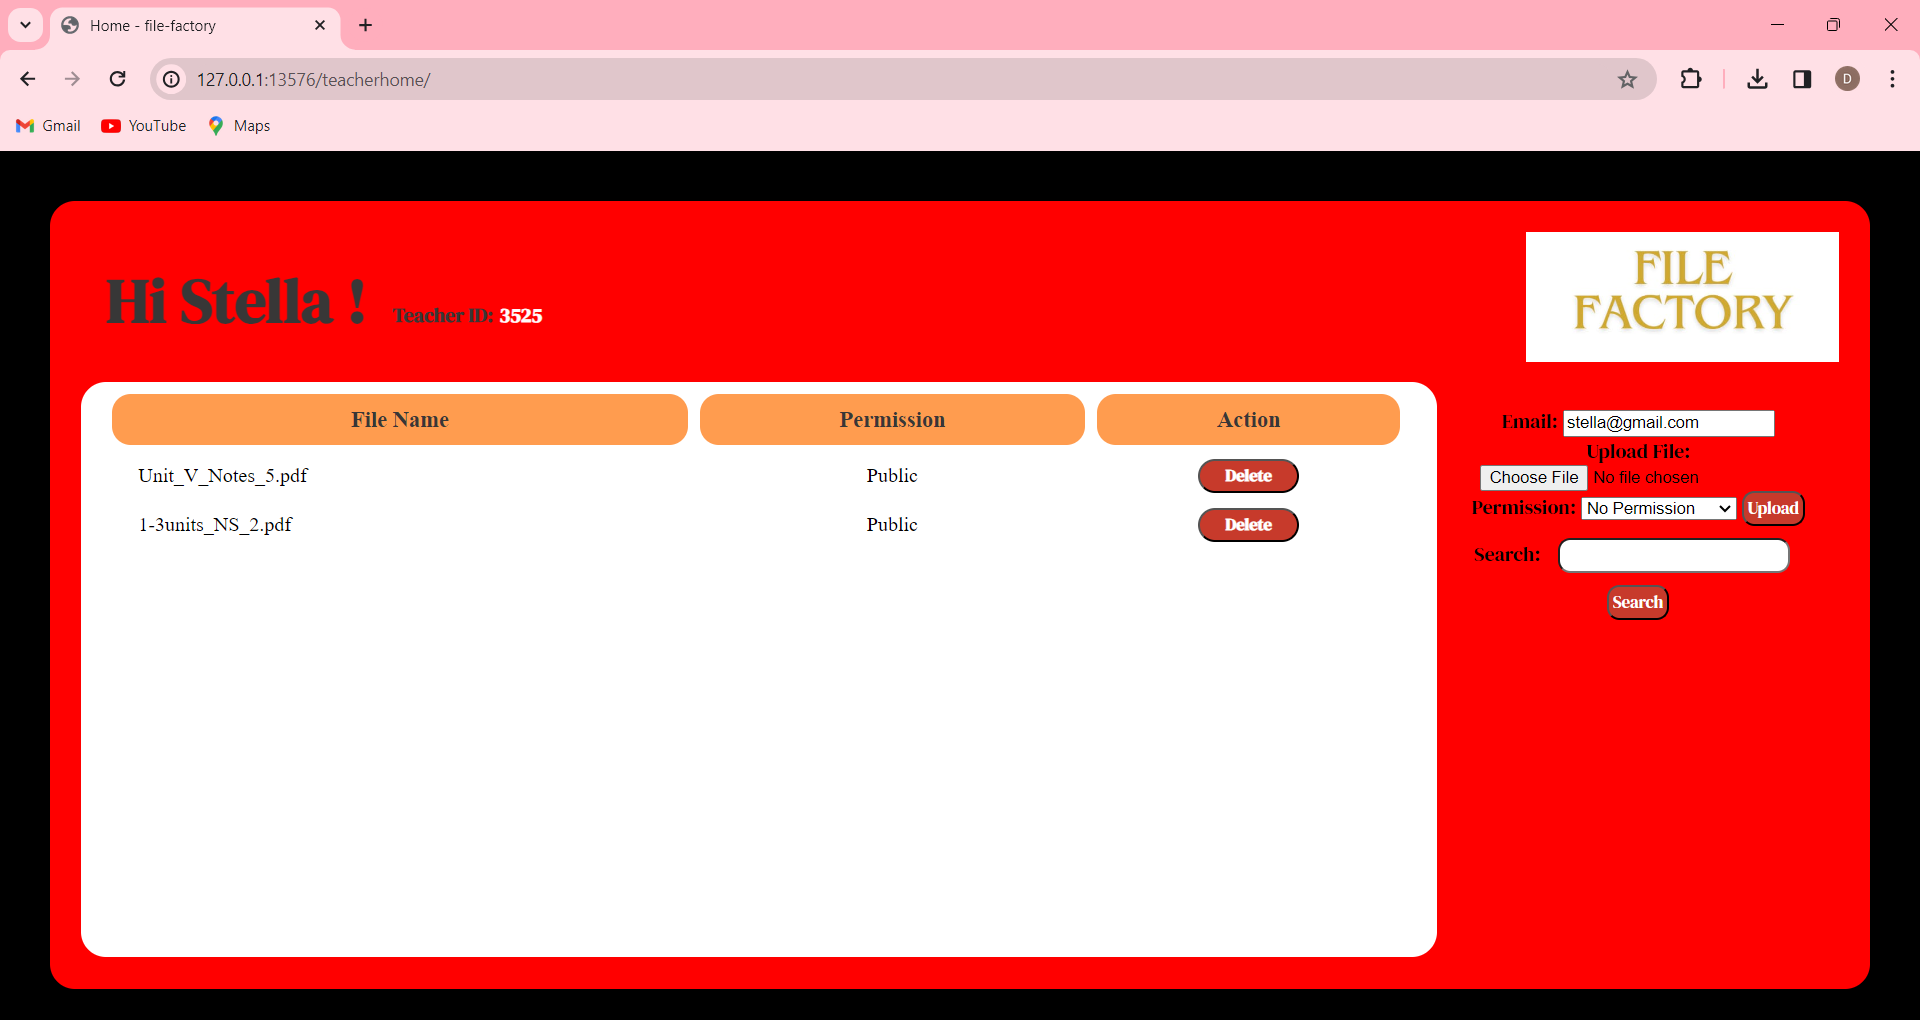 Home - file-factory
127.0.0.1:13576/teacherhome/
D
Gmail YouTube Maps
Hi Stella ! Teacher ID: 3525
FILE
FACTORY
File Name Permission Action
Unit_V_Notes_5.pdf Public Delete
1-3units_NS_2.pdf Public Delete
Email: stella@gmail.com
Upload File:
Choose File No file chosen
Permission: No Permission Upload
Search:
Search